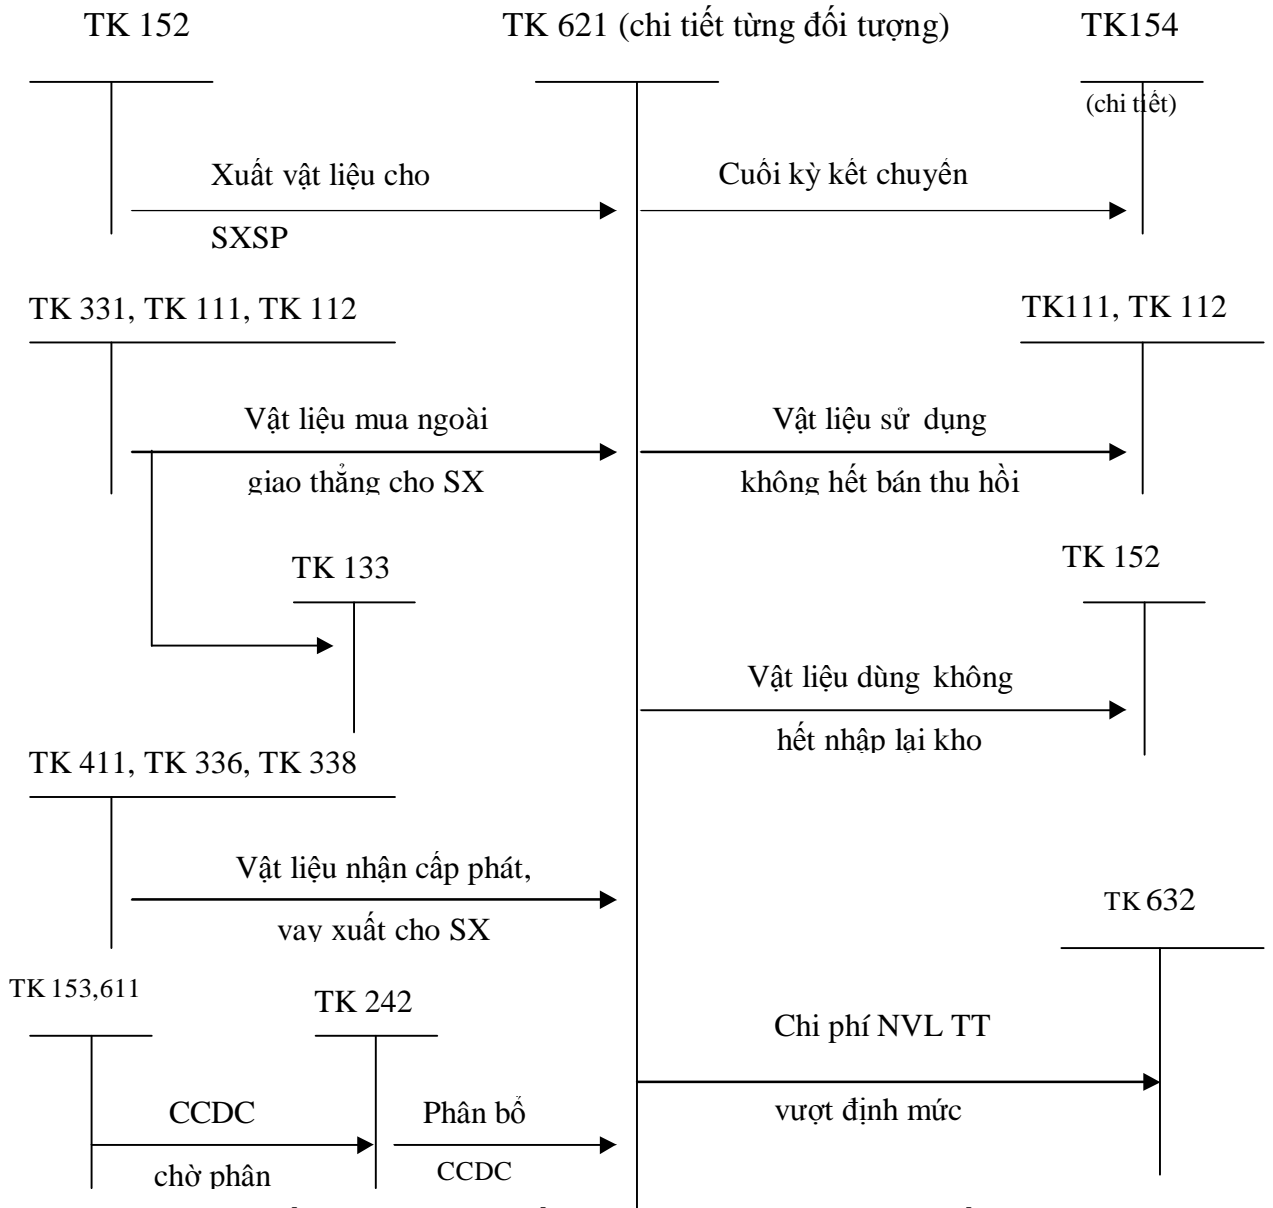 TK 152
TK 621 (chi tiết từng đối tượng)
TK154
(chi tiết)
Xuất vật liệu cho
SXSP
Cuối kỳ kết chuyển
TK 331, TK 111, TK 112
TK111, TK 112
Vật liệu mua ngoài
giao thẳng cho SX
Vật liệu sử dụng
không hết bán thu hồi
TK 133
TK 152
Vật liệu dùng không
hết nhập lại kho
TK 411, TK 336, TK 338
Vật liệu nhận cấp phát,
vay xuất cho SX
TK 632
TK 153,611
TK 242
Chi phí NVL TT
vượt định mức
CCDC
chờ phân
Phân bổ
CCDC